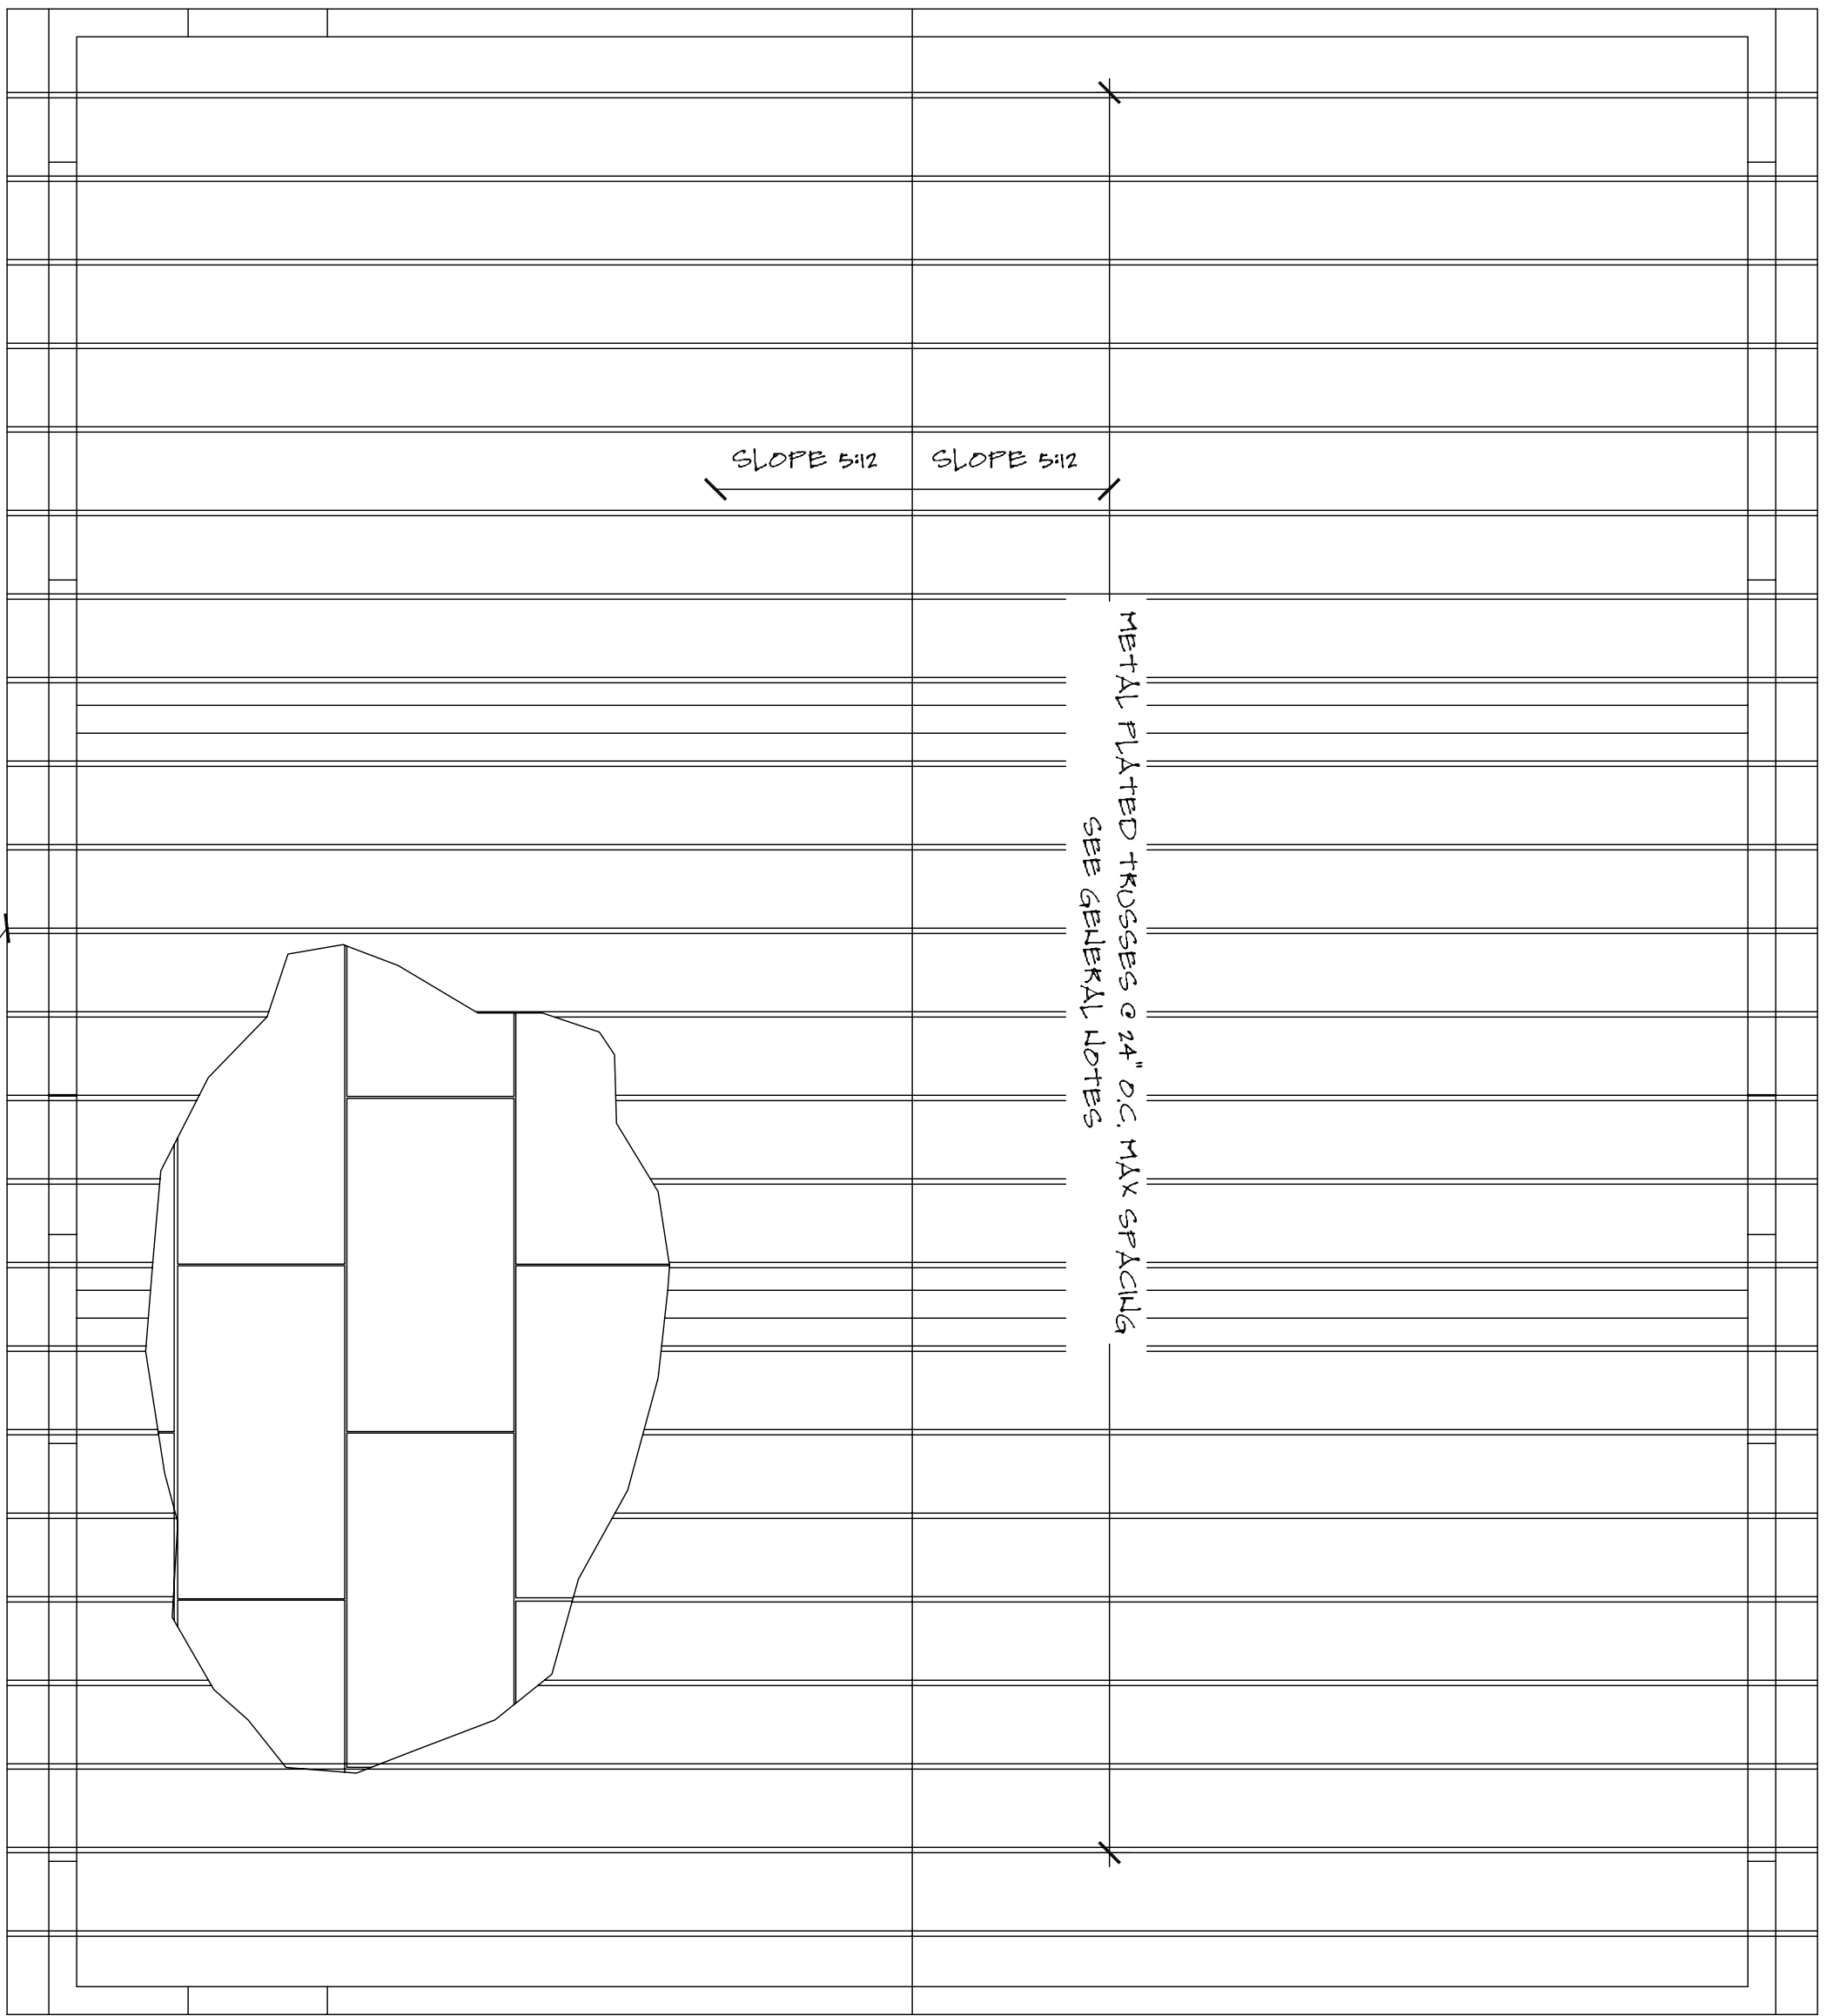 SLOPE 5:12 SLOPE 5:12
METAL PLATED TRUSSES @ 24" O.C. MAX SPACING
SEE GENERAL NOTES